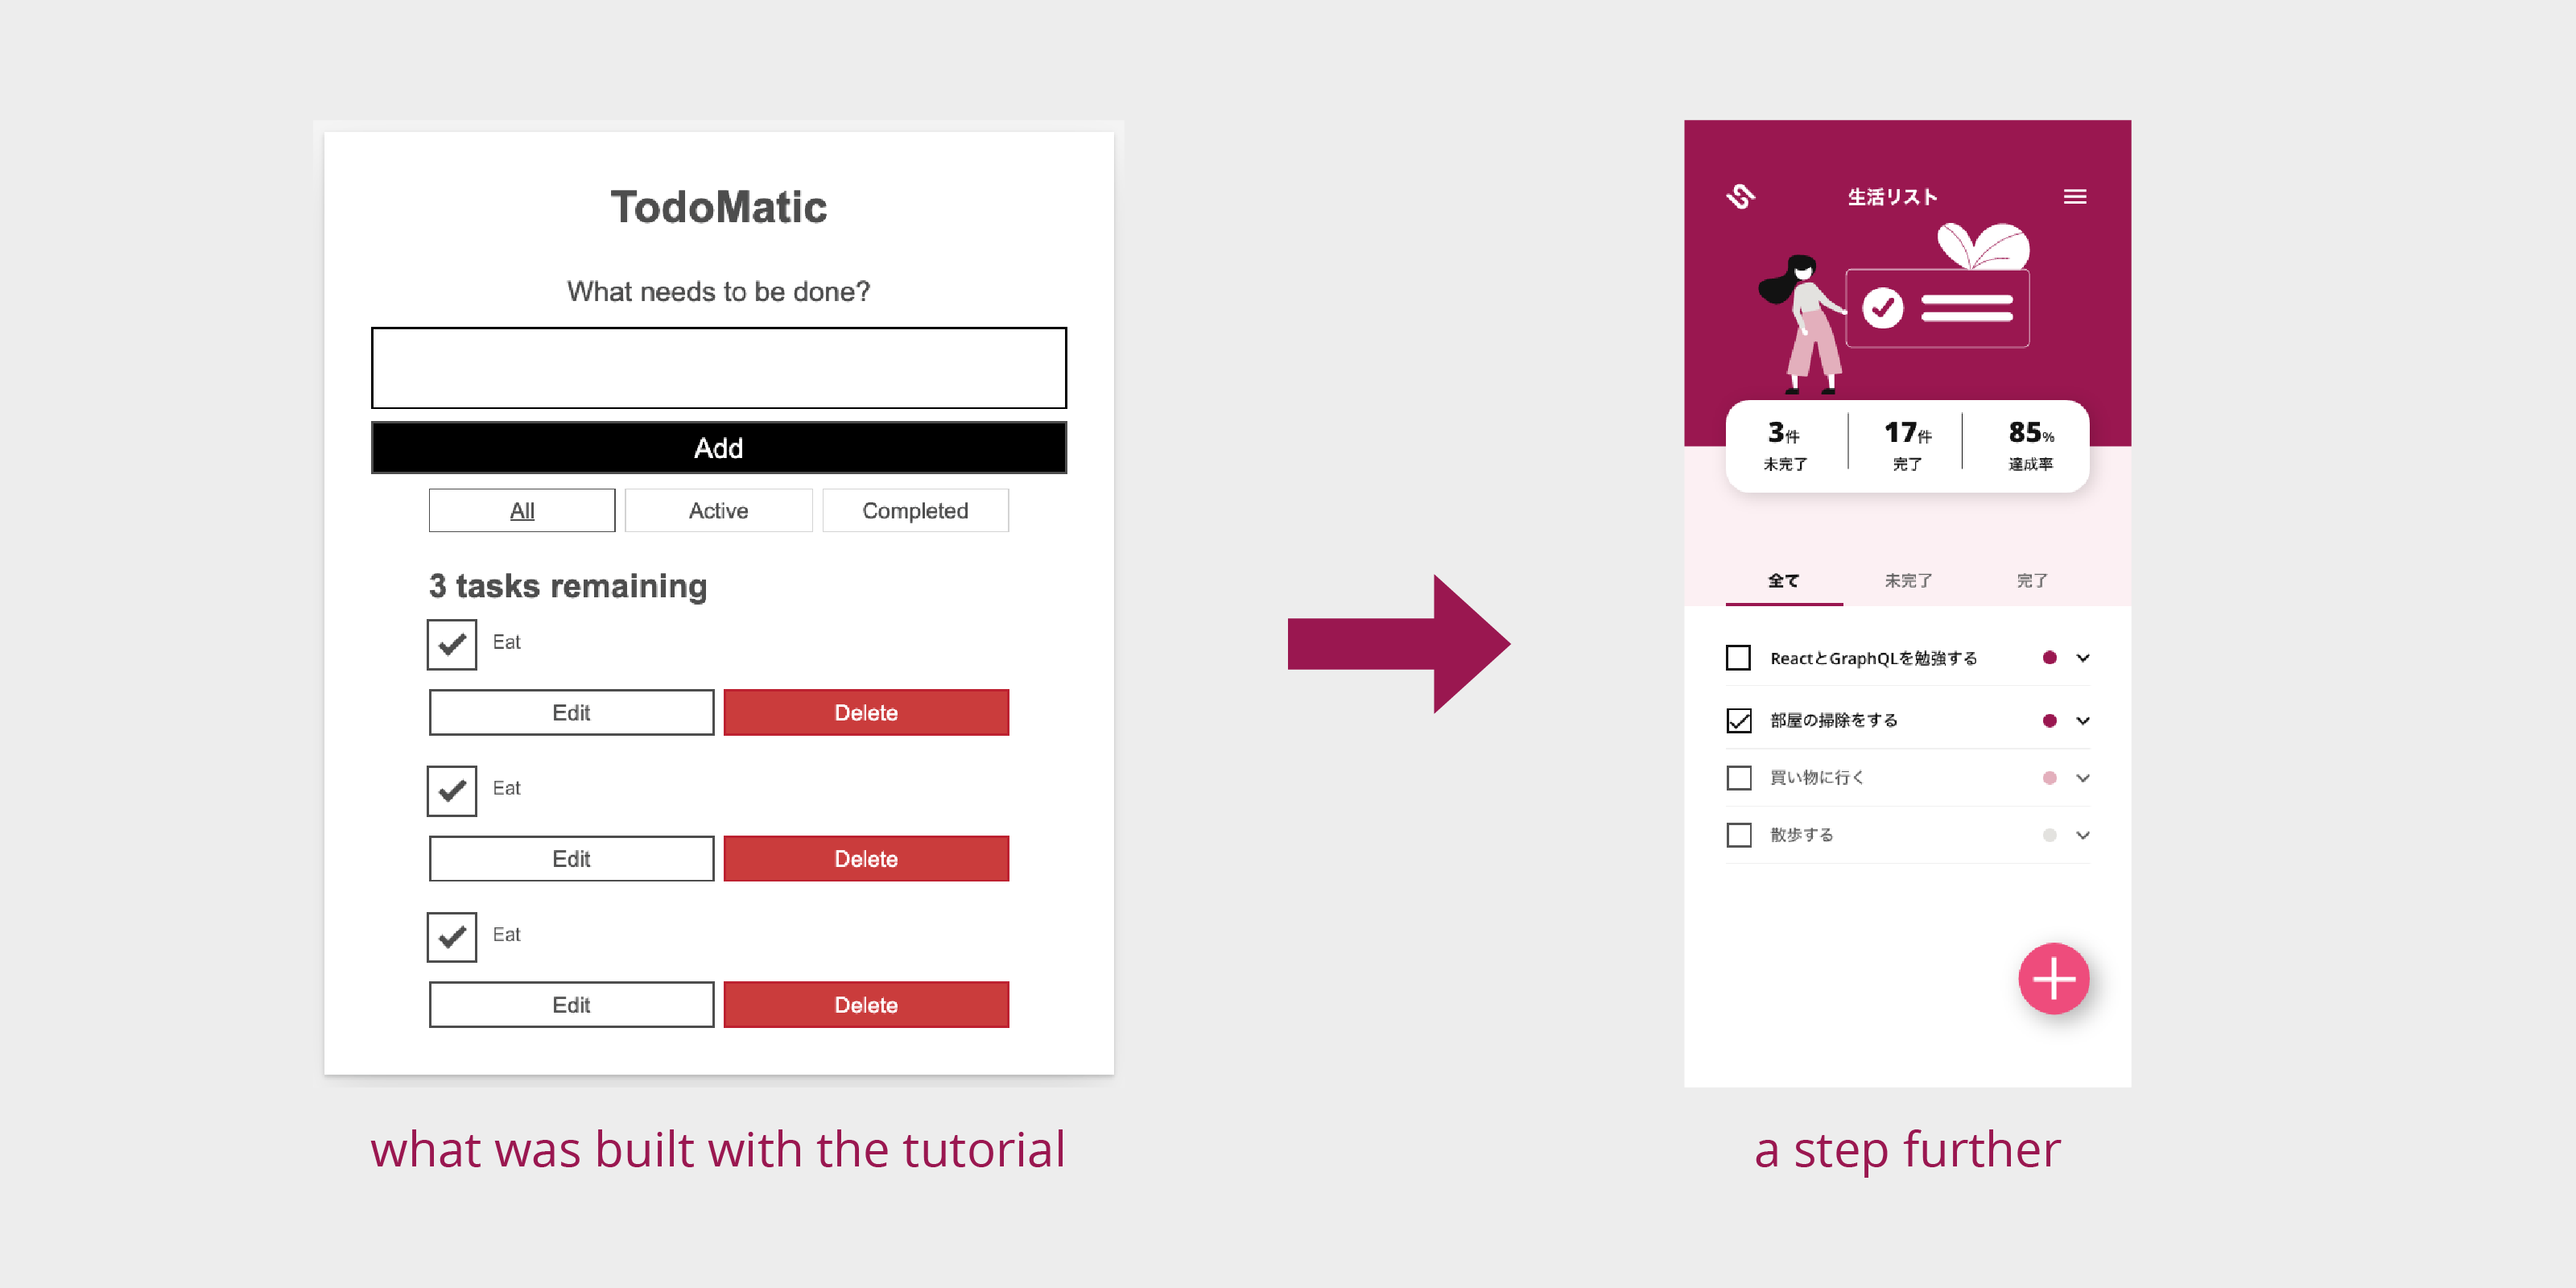 TodoMatic
What needs to be done?
Add
All Active Completed
3 tasks remaining
Eat
Edit Delete
Eat
Edit Delete
Eat
Edit Delete
what was built with the tutorial
生活リスト
3件 17件 85%
未完了 完了 達成率
全て 未完了 完了
ReactとGraphQLを勉強する
部屋の掃除をする
買い物に行く
散歩する
a step further